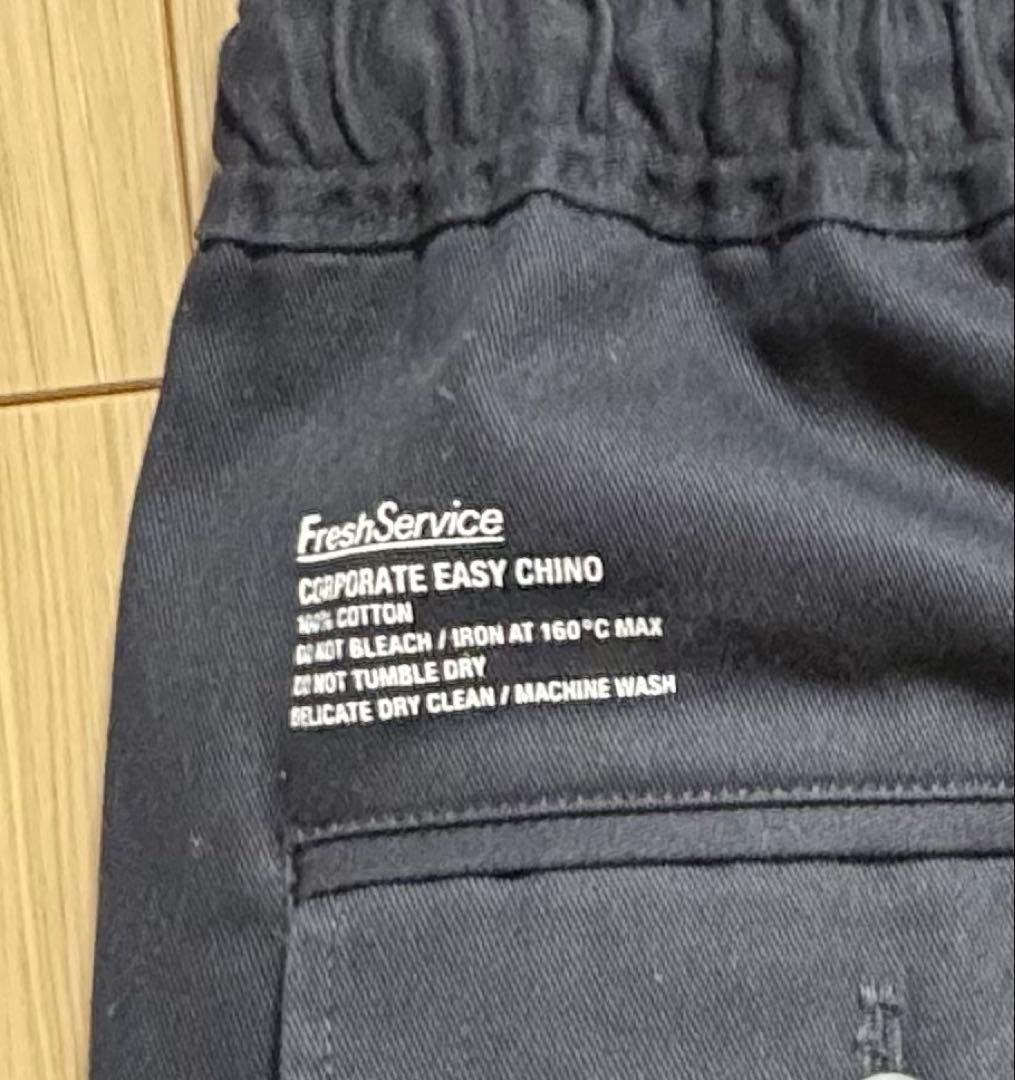 FreshService
CORPORATE EASY CHINO
100% COTTON
DO NOT BLEACH / IRON AT 160°C MAX
DO NOT TUMBLE DRY
DELICATE DRY CLEAN / MACHINE WASH